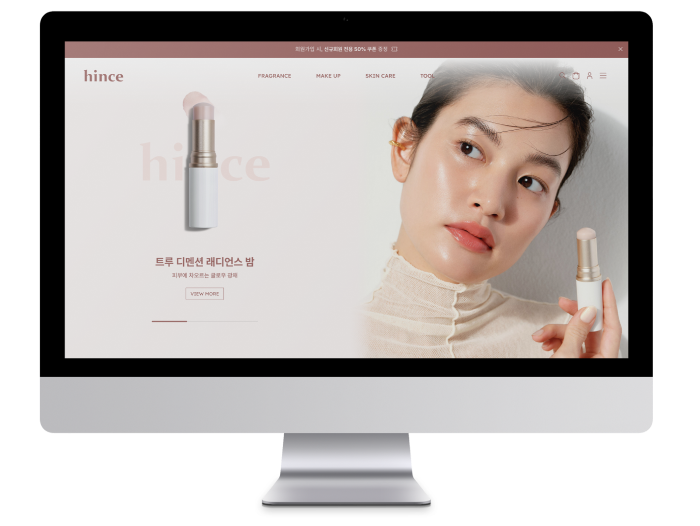 회원가입 시, 신규회원 전용 50% 쿠폰 증정
hince
FRAGRANCE MAKE UP SKIN CARE TOOL
hince
트루 디멘션 래디언스 밤
피부에 차오르는 글로우 광채
VIEW MORE